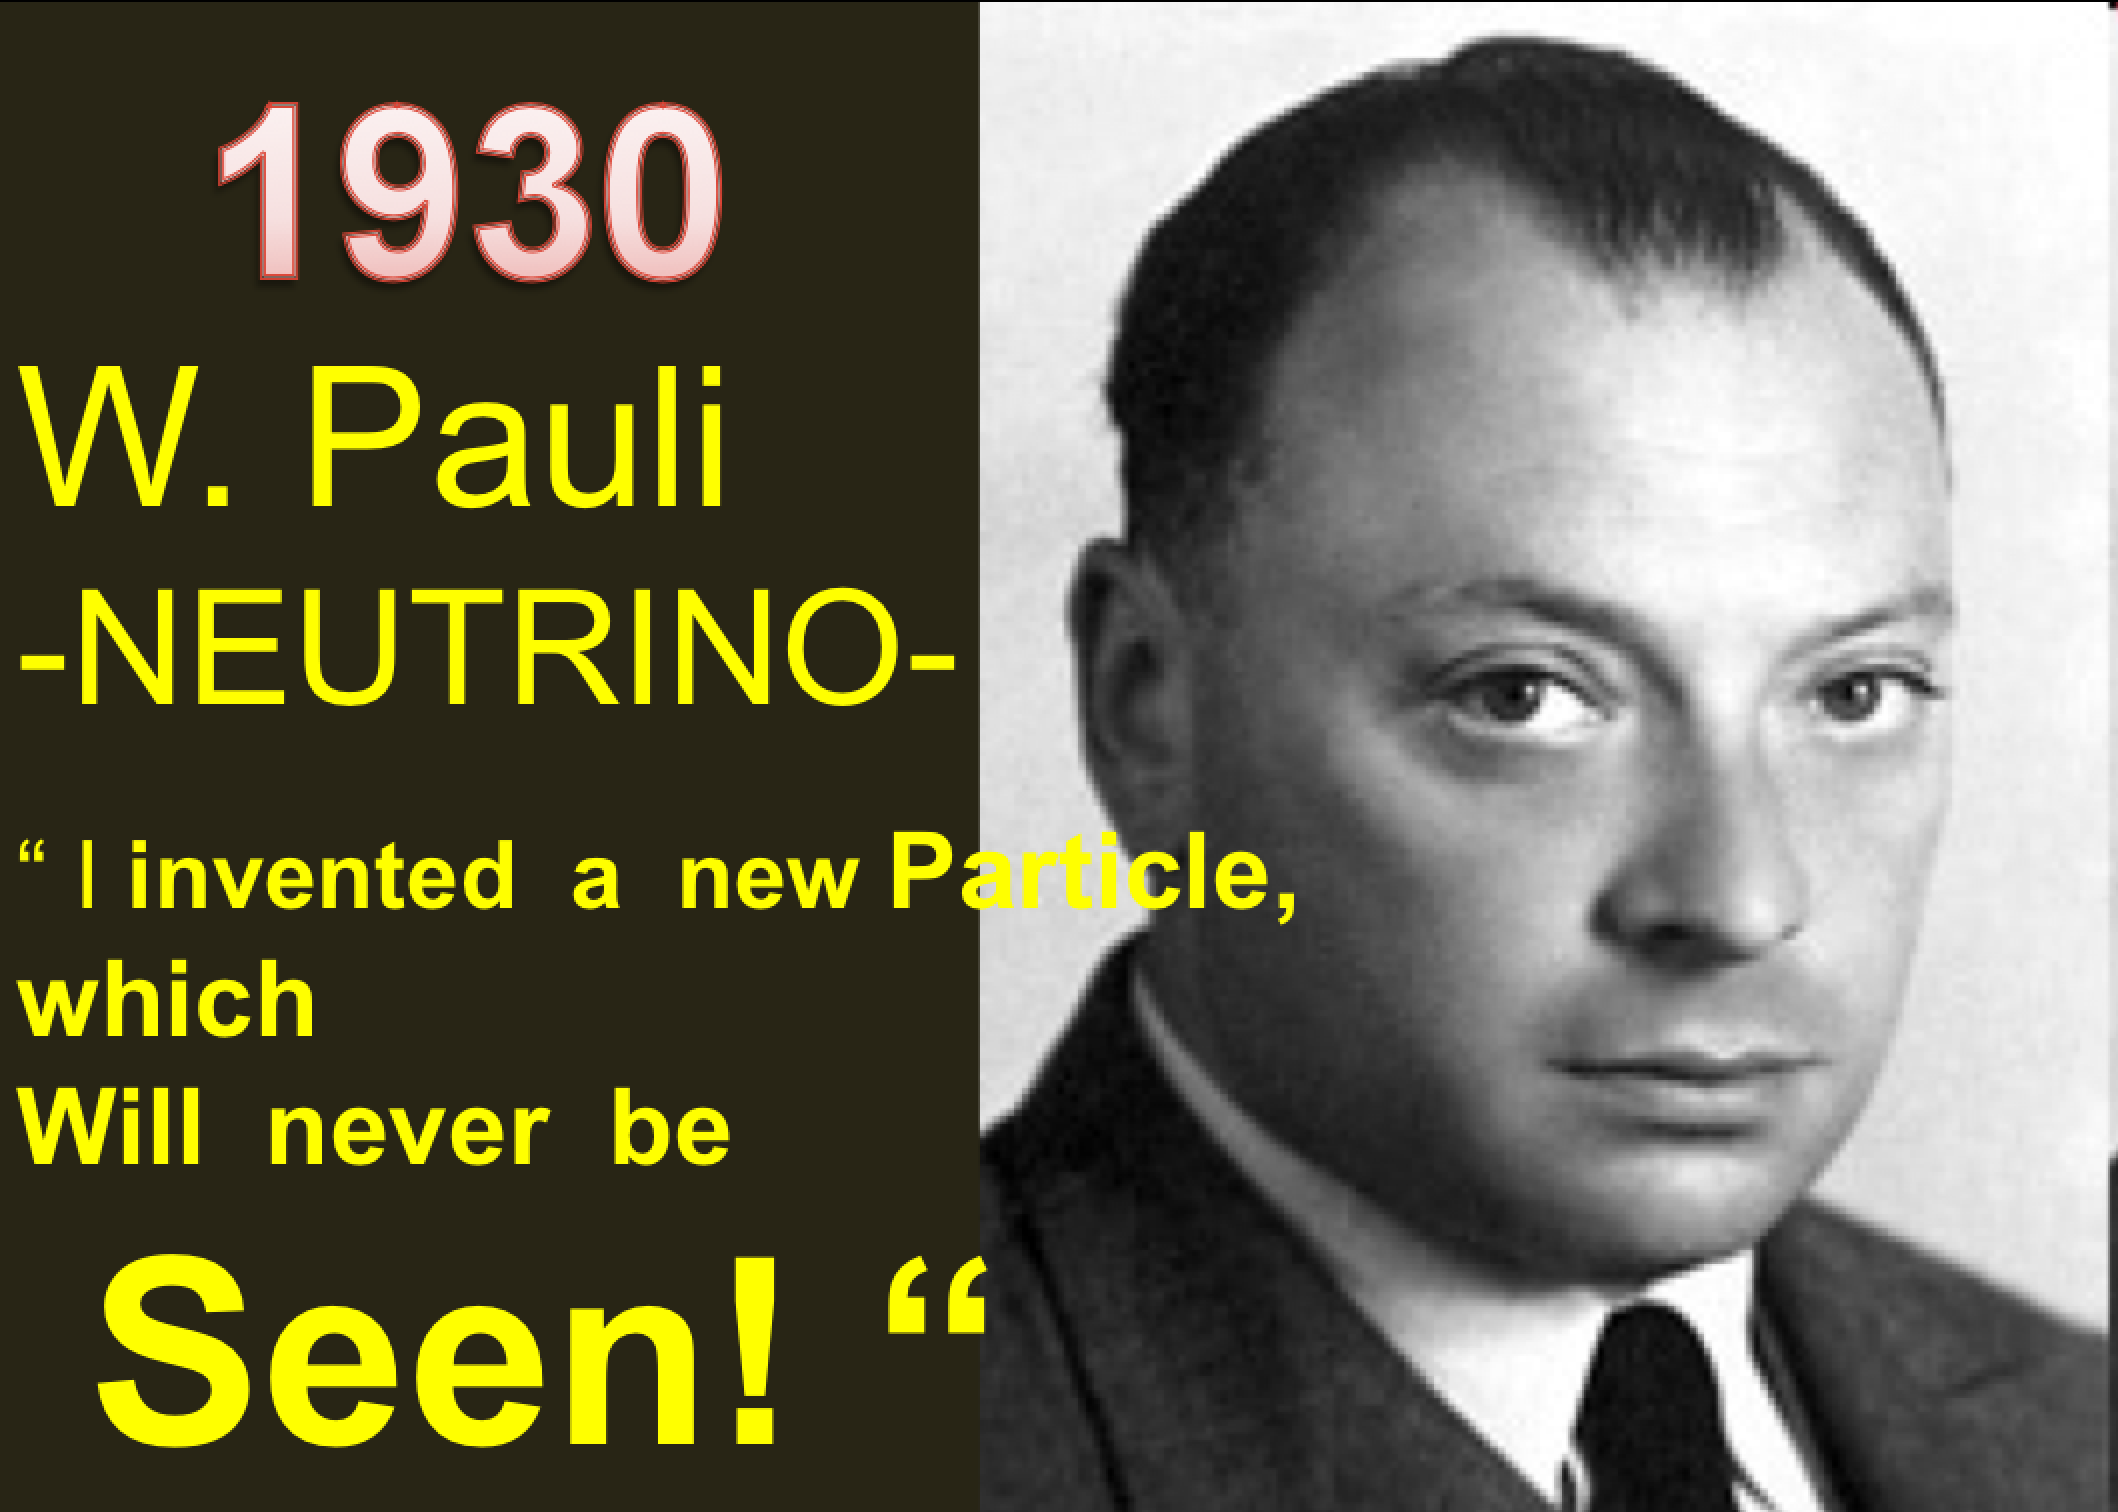 1930
W. Pauli
-NEUTRINO-
“ I invented a new Particle,
which
Will never be
Seen! “